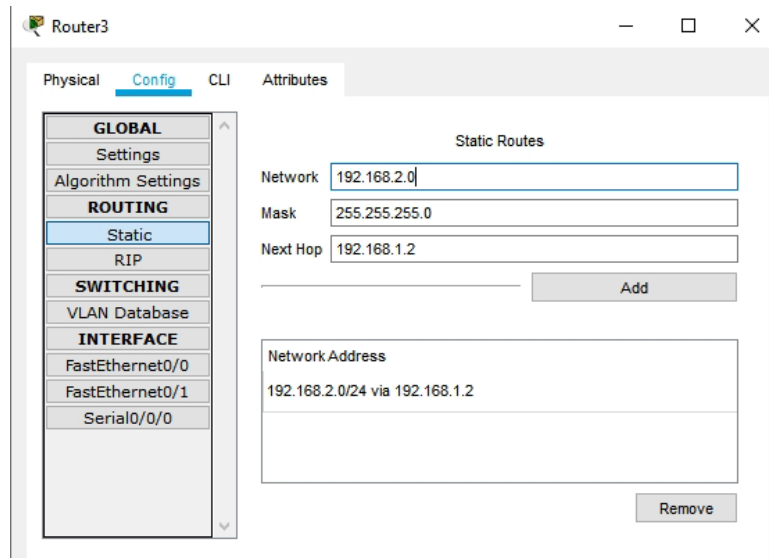 Router3
Physical Config CLI Attributes
GLOBAL
Settings
Algorithm Settings
ROUTING
Static
RIP
SWITCHING
VLAN Database
INTERFACE
FastEthernet0/0
FastEthernet0/1
Serial0/0/0
Static Routes
Network 192.168.2.0
Mask 255.255.255.0
Next Hop 192.168.1.2
Add
Network Address
192.168.2.0/24 via 192.168.1.2
Remove